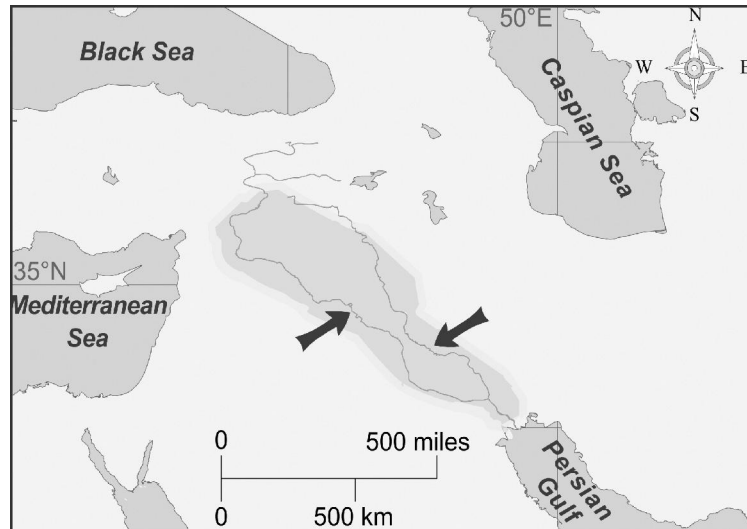 50°E
N
Black Sea
W
E
S
Caspian Sea
35°N
Mediterranean
Sea
0
500 miles
0
500 km
Persian
Gulf